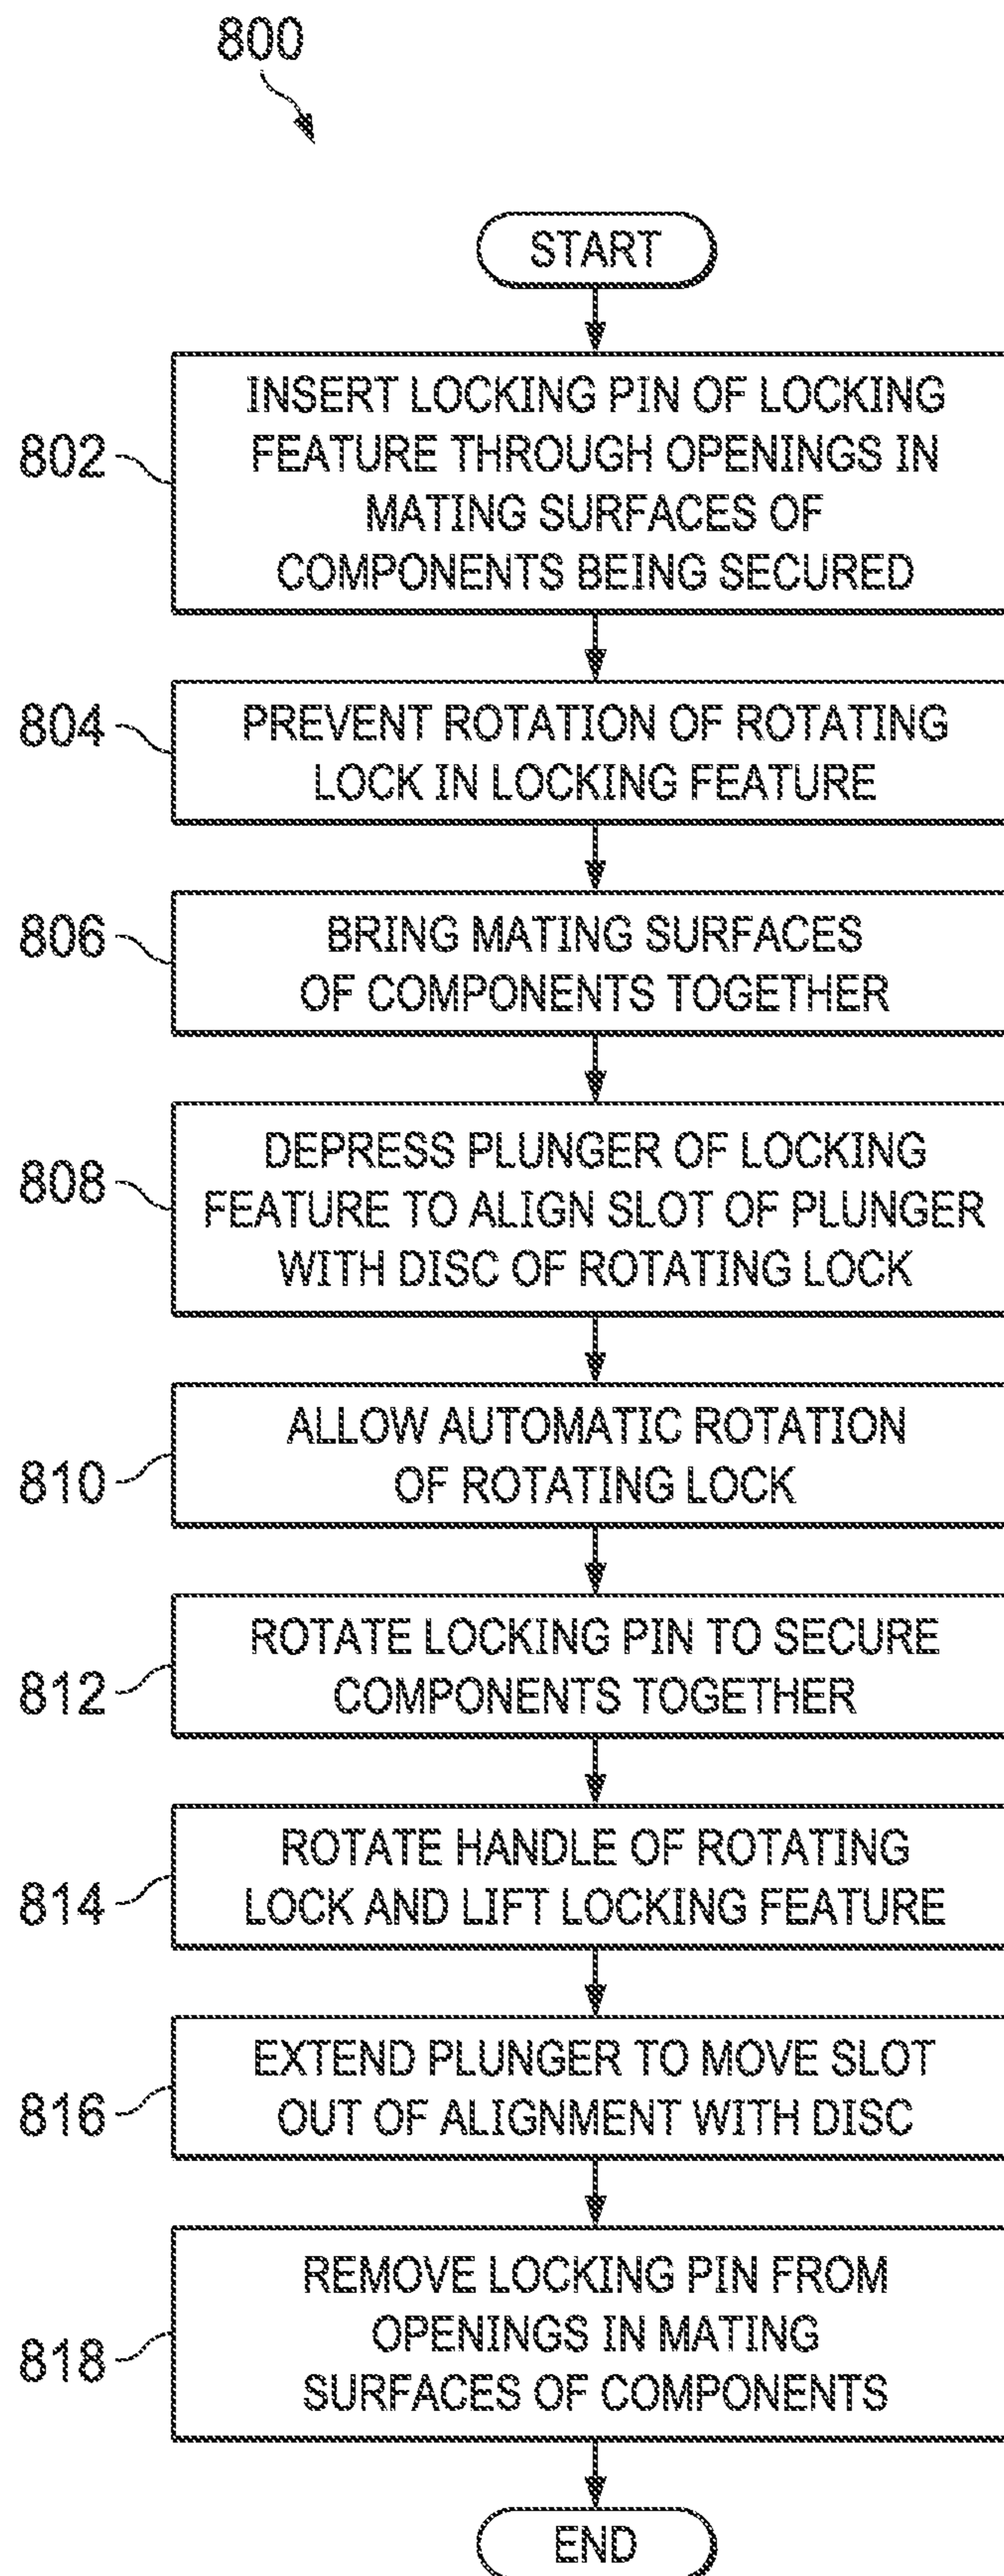 800
START
802
INSERT LOCKING PIN OF LOCKING
FEATURE THROUGH OPENINGS IN
MATING SURFACES OF
COMPONENTS BEING SECURED
804
PREVENT ROTATION OF ROTATING
LOCK IN LOCKING FEATURE
806
BRING MATING SURFACES
OF COMPONENTS TOGETHER
808
DEPRESS PLUNGER OF LOCKING
FEATURE TO ALIGN SLOT OF PLUNGER
WITH DISC OF ROTATING LOCK
810
ALLOW AUTOMATIC ROTATION
OF ROTATING LOCK
812
ROTATE LOCKING PIN TO SECURE
COMPONENTS TOGETHER
814
ROTATE HANDLE OF ROTATING
LOCK AND LIFT LOCKING FEATURE
816
EXTEND PLUNGER TO MOVE SLOT
OUT OF ALIGNMENT WITH DISC
818
REMOVE LOCKING PIN FROM
OPENINGS IN MATING
SURFACES OF COMPONENTS
END